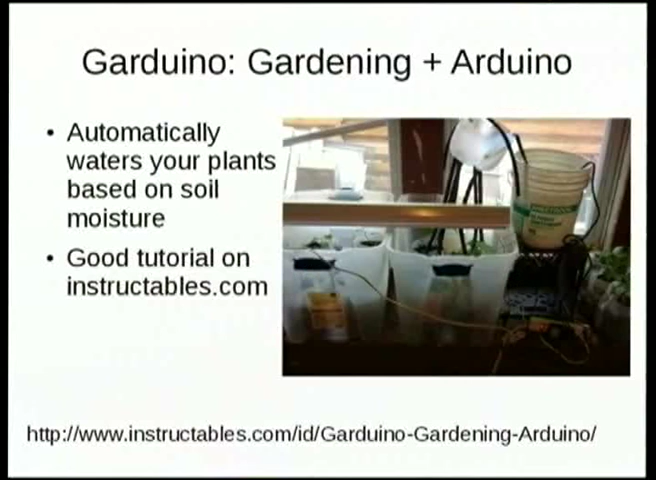 Garduino: Gardening + Arduino
• Automatically
waters your plants
based on soil
moisture
• Good tutorial on
instructables.com
http://www.instructables.com/id/Garduino-Gardening-Arduino/